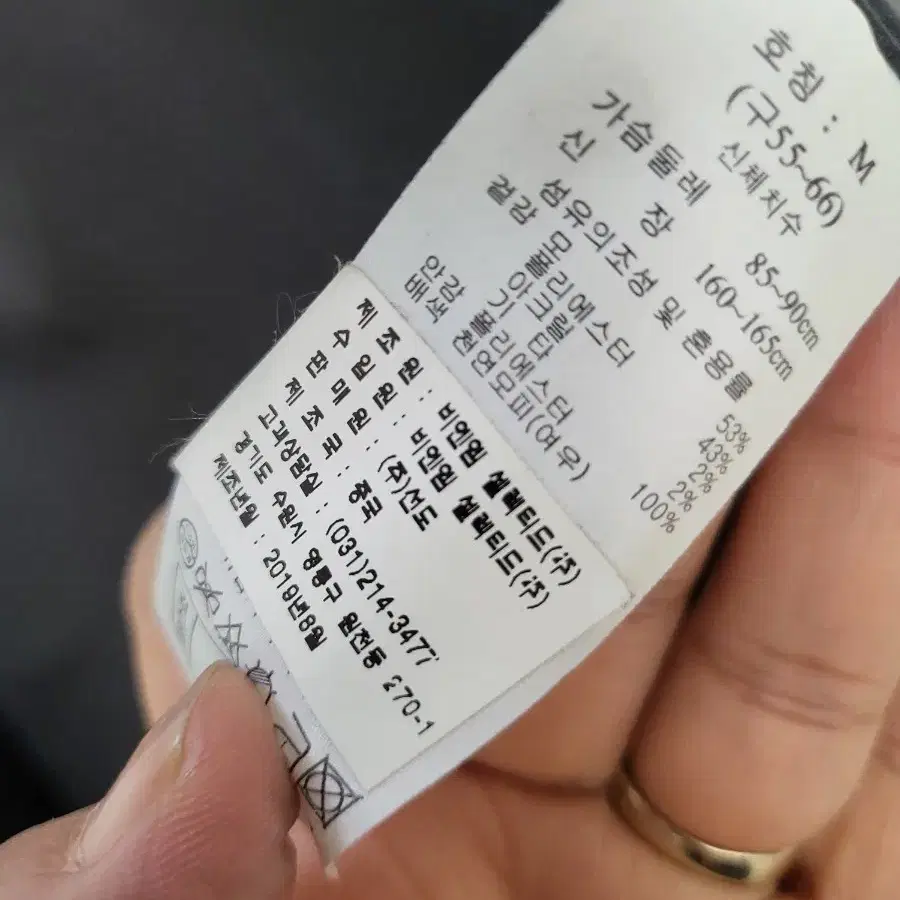 호칭 : M
(구55~66)
신체치수
가슴둘레 85~90cm
신 장 160~165cm
섬유의조성 및 혼용률
겉감 모 53%
폴리에스터 43%
아크릴 2%
기타 2%
안감 폴리에스터 100%
배색 천연모피(여우)
제 조 원 : 비엔원 셀렉티드(주)
수 입 원 : 비엔원 셀렉티드(주)
판 매 원 : (주)선도
제 조 국 : 중국
고객상담실 : (031)214-3477
경기도 수원시 영통구 원천동 270-1
제조년월 : 2019년8월